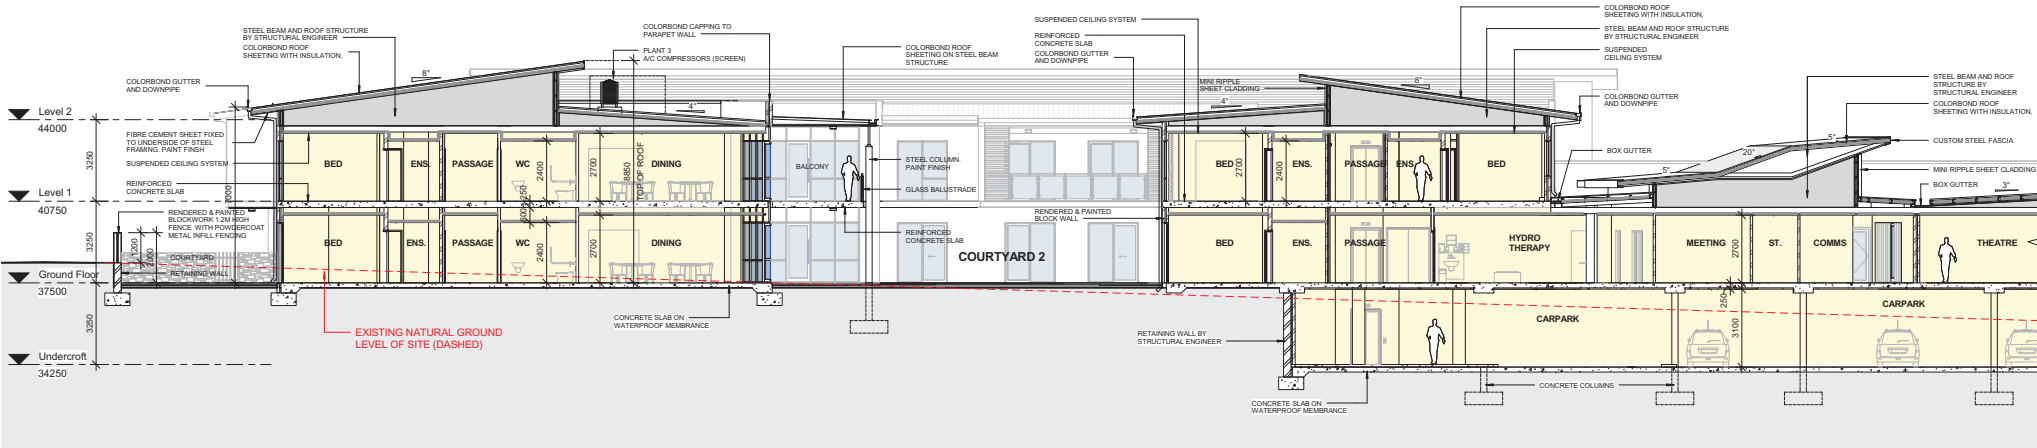 STEEL BEAM AND ROOF STRUCTURE
BY STRUCTURAL ENGINEER
COLORBOND ROOF
SHEETING WITH INSULATION,
COLORBOND GUTTER
AND DOWNPIPE
COLORBOND CAPPING TO
PARAPET WALL
PLANT 3
A/C COMPRESSORS (SCREEN)
COLORBOND ROOF
SHEETING ON STEEL BEAM
STRUCTURE
SUSPENDED CEILING SYSTEM
REINFORCED
CONCRETE SLAB
COLORBOND GUTTER
AND DOWNPIPE
MINI RIPPLE
SHEET CLADDING
COLORBOND ROOF
SHEETING WITH INSULATION,
STEEL BEAM AND ROOF STRUCTURE
BY STRUCTURAL ENGINEER
SUSPENDED
CEILING SYSTEM
COLORBOND GUTTER
AND DOWNPIPE
STEEL BEAM AND ROOF
STRUCTURE BY
STRUCTURAL ENGINEER
COLORBOND ROOF
SHEETING WITH INSULATION,
CUSTOM STEEL FASCIA
BOX GUTTER
MINI RIPPLE SHEET CLADDING
BOX GUTTER
8°
4°
4°
8°
5°
20°
5°
3°
Level 2
44000
Level 1
40750
Ground Floor
37500
Undercroft
34250
3250
3250
3250
FIBRE CEMENT SHEET FIXED
TO UNDERSIDE OF STEEL
FRAMING. PAINT FINISH
SUSPENDED CEILING SYSTEM
REINFORCED
CONCRETE SLAB
7000
RENDERED & PAINTED
BLOCKWORK 1.2M HIGH
FENCE WITH POWDERCOAT
METAL INFILL FENCING
1200
2000
COURTYARD
RETAINING WALL
BED
ENS.
PASSAGE
WC
2400
2700
8850
TOP OF ROOF
DINING
BALCONY
STEEL COLUMN.
PAINT FINISH
GLASS BALUSTRADE
BED
2700
2400
ENS.
PASSAGE
ENS.
BED
600
250
BED
ENS.
PASSAGE
WC
2400
2700
DINING
REINFORCED
CONCRETE SLAB
COURTYARD 2
RENDERED & PAINTED
BLOCK WALL
BED
ENS.
PASSAGE
HYDRO
THERAPY
MEETING
2700
ST.
COMMS
THEATRE
EXISTING NATURAL GROUND
LEVEL OF SITE (DASHED)
CONCRETE SLAB ON
WATERPROOF MEMBRANCE
RETAINING WALL BY
STRUCTURAL ENGINEER
CARPARK
250
3100
CARPARK
CONCRETE COLUMNS
CONCRETE SLAB ON
WATERPROOF MEMBRANCE